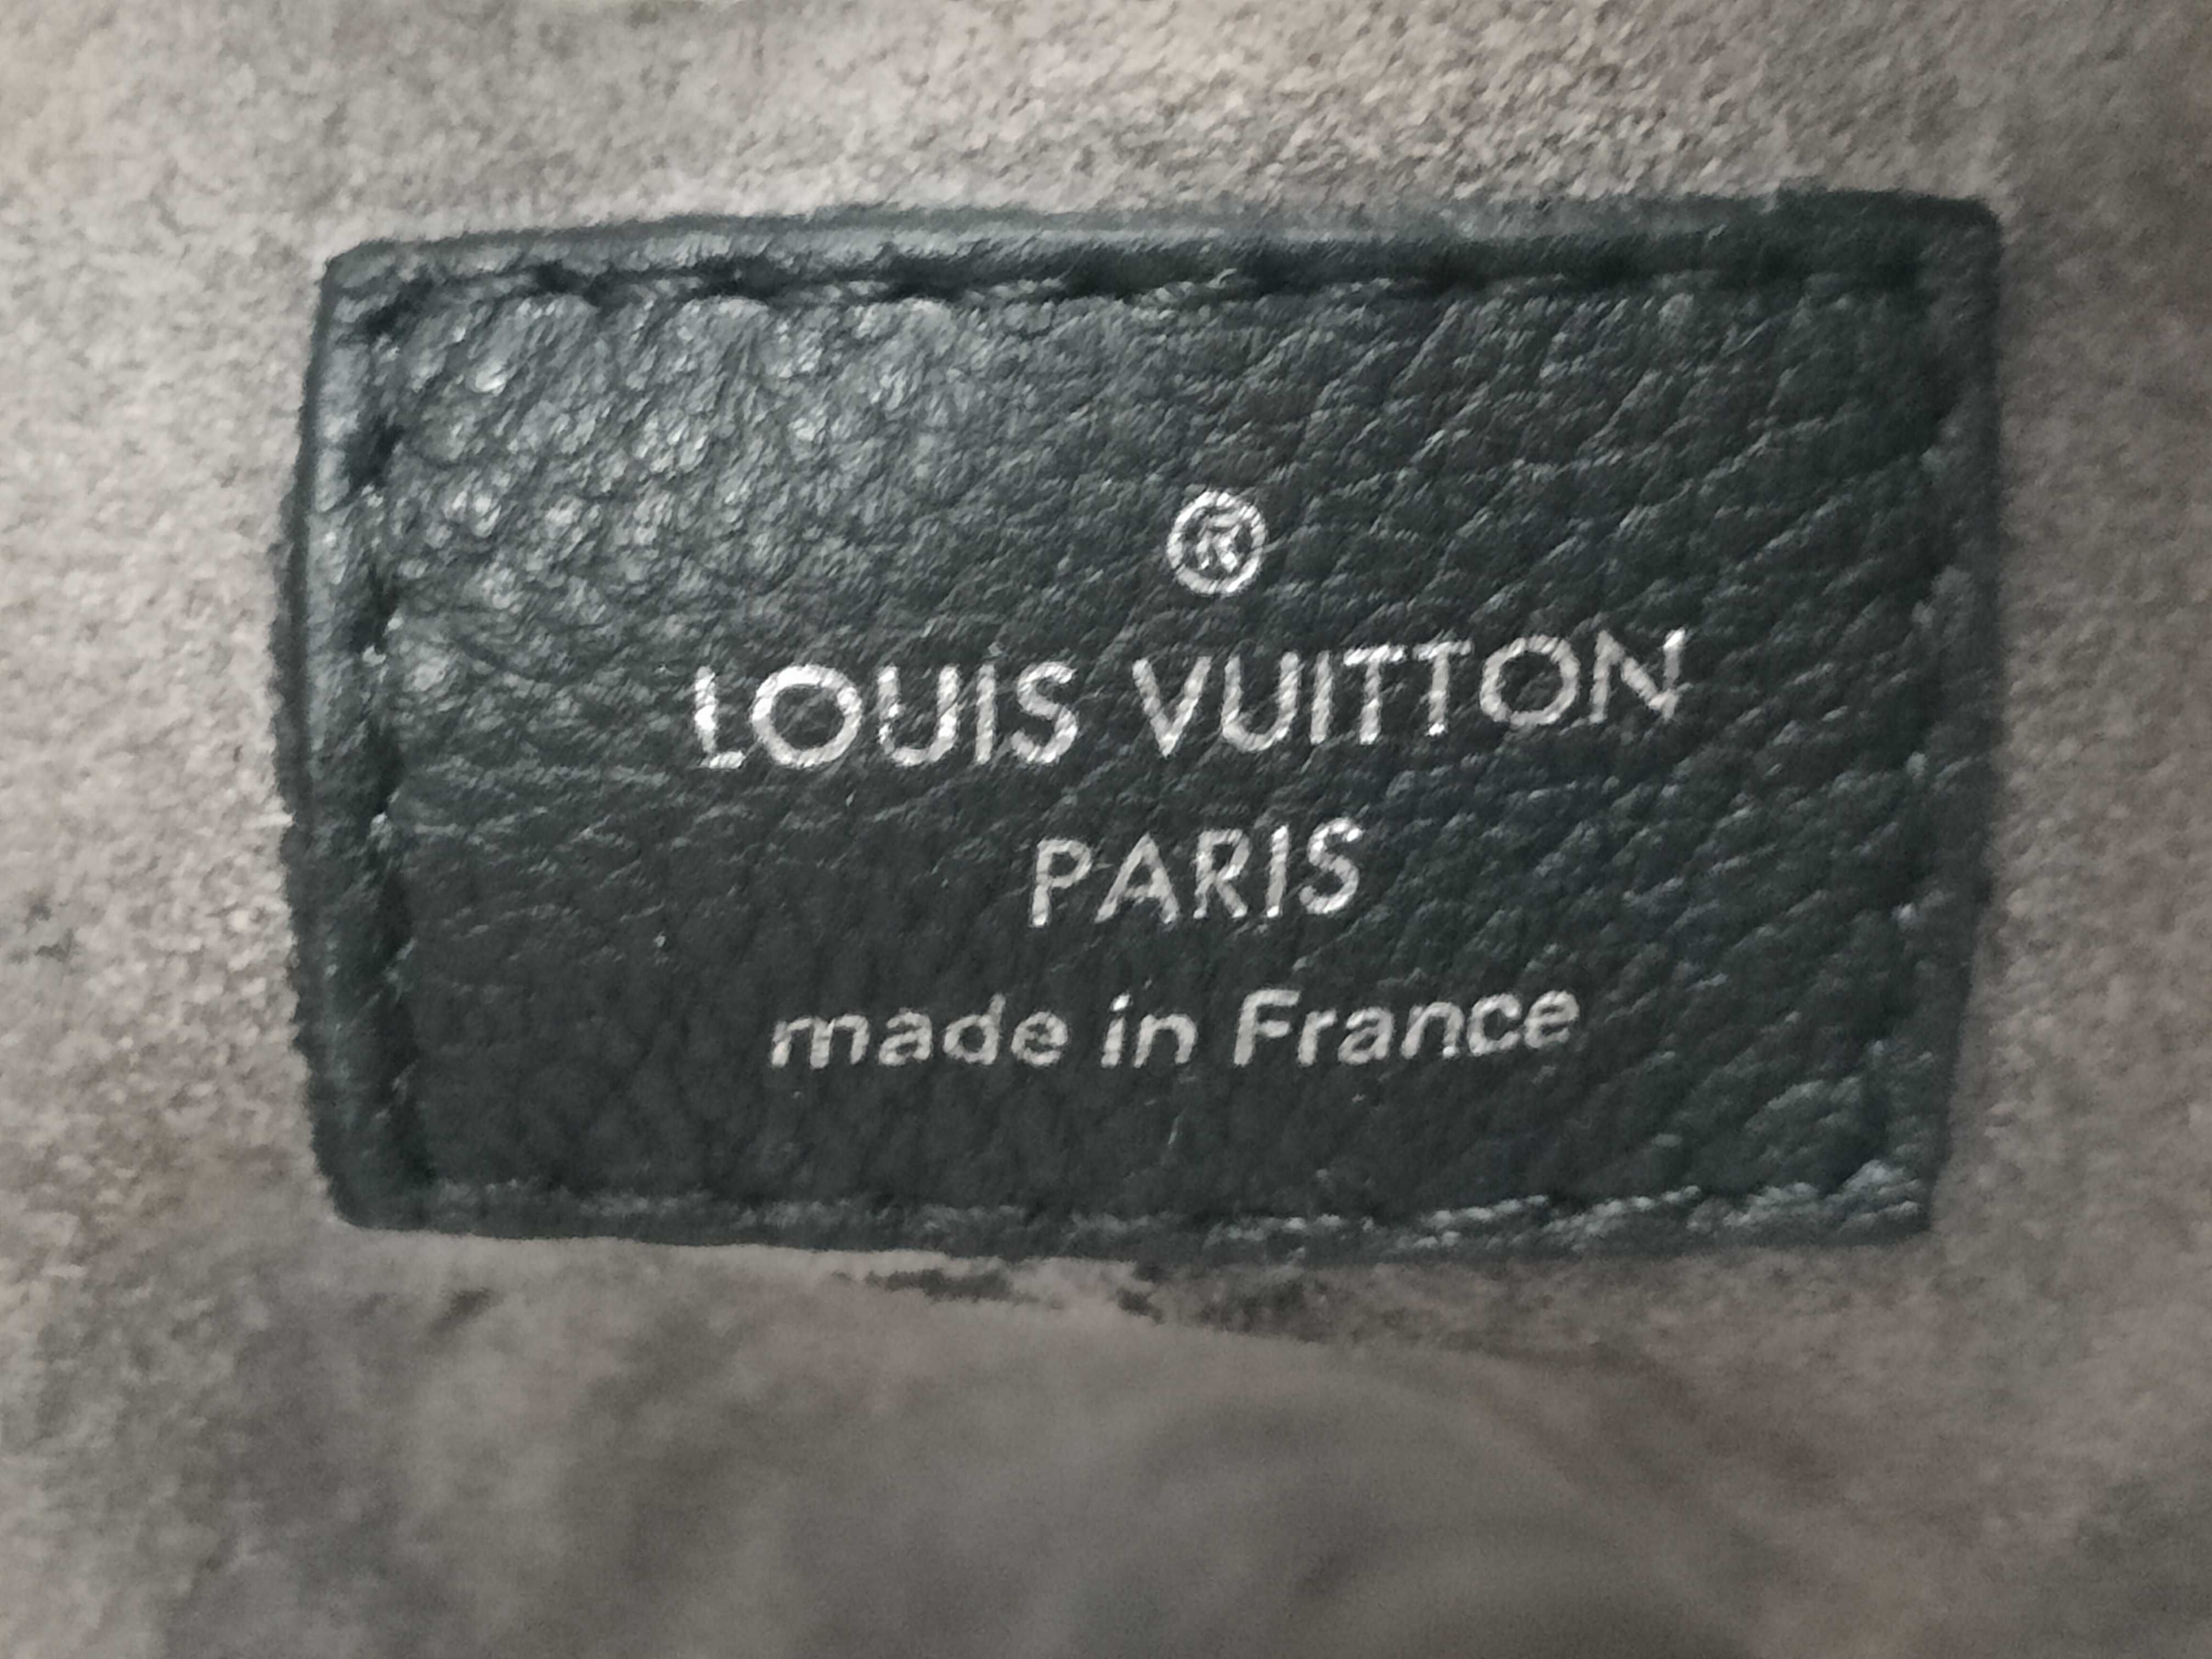 ®
LOUIS VUITTON
PARIS
made in France